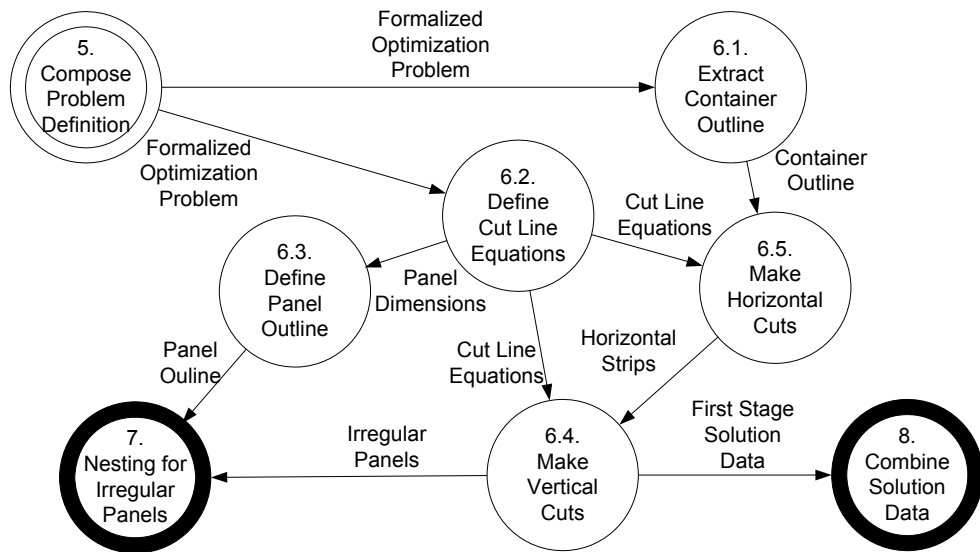 5.
Compose
Problem
Definition
Formalized
Optimization
Problem
6.1.
Extract
Container
Outline
Formalized
Optimization
Problem
Container
Outline
6.2.
Define
Cut Line
Equations
Cut Line
Equations
6.3.
Define
Panel
Outline
Panel
Dimensions
6.5.
Make
Horizontal
Cuts
Panel
Ouline
Cut Line
Equations
Horizontal
Strips
7.
Nesting for
Irregular
Panels
Irregular
Panels
6.4.
Make
Vertical
Cuts
First Stage
Solution
Data
8.
Combine
Solution
Data